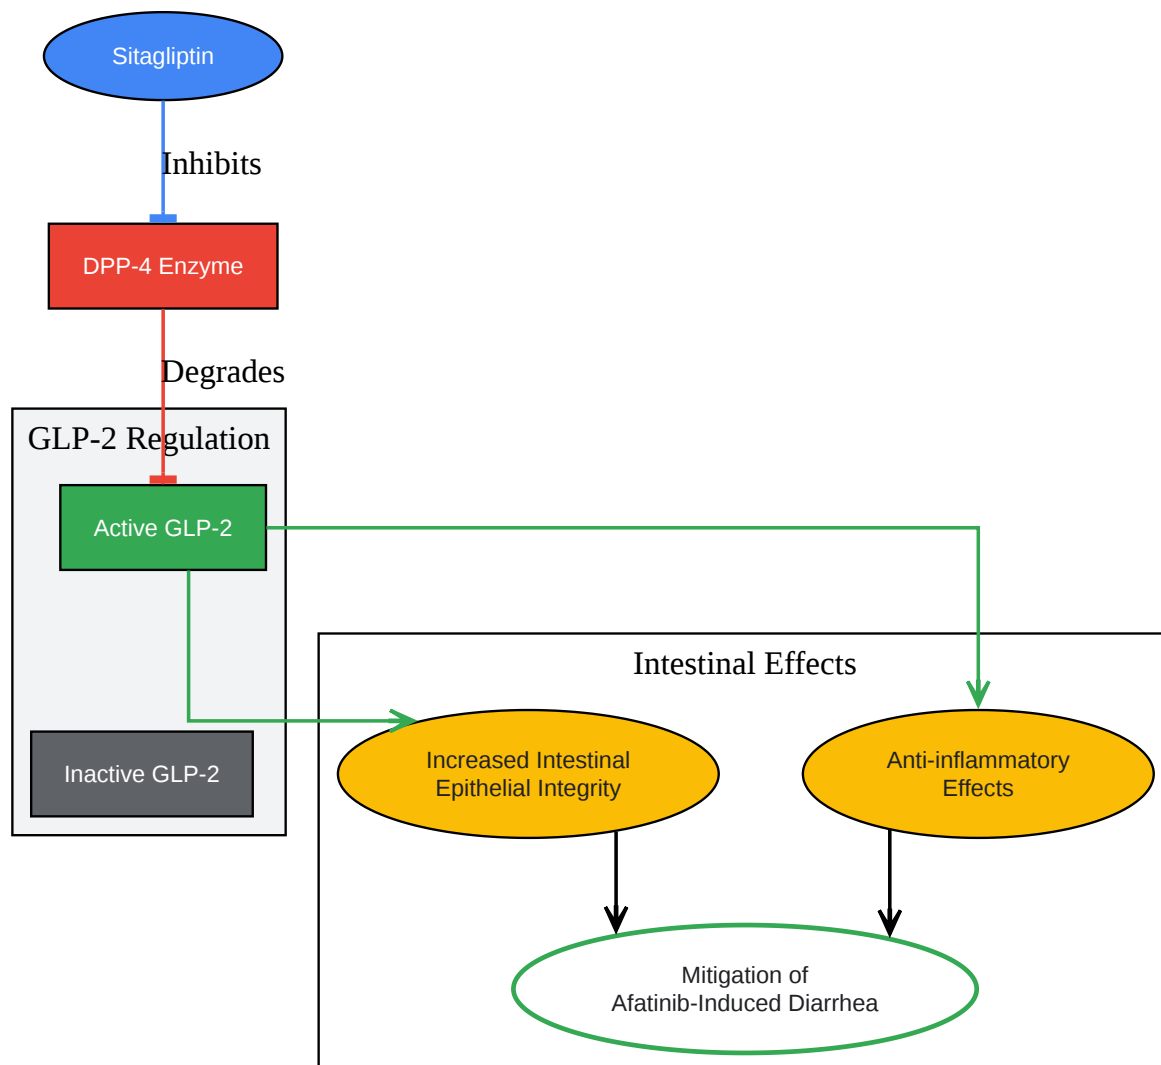 Sitagliptin
Inhibits
DPP-4 Enzyme
Degrades
GLP-2 Regulation
Active GLP-2
Inactive GLP-2
Intestinal Effects
Increased Intestinal
Epithelial Integrity
Anti-inflammatory
Effects
Mitigation of
Afatinib-Induced Diarrhea